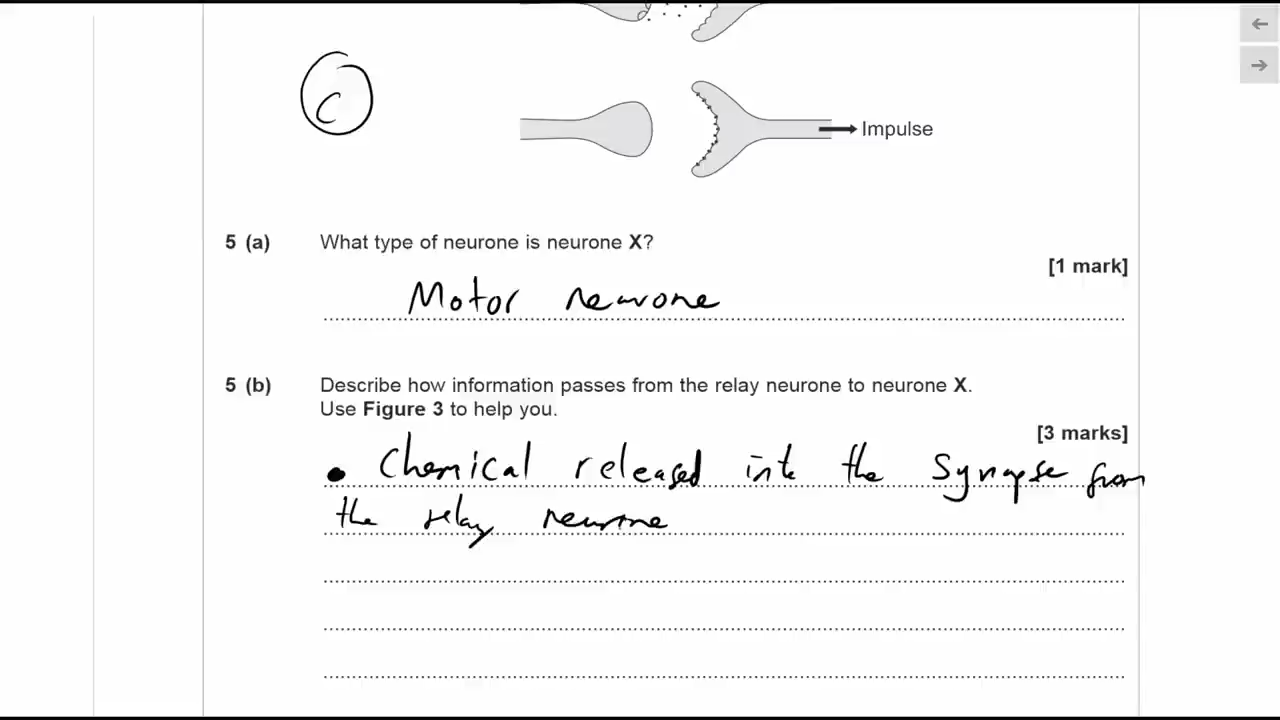 C
Impulse
5 (a) What type of neurone is neurone X?
[1 mark]
Motor neurone
5 (b) Describe how information passes from the relay neurone to neurone X.
Use Figure 3 to help you.
[3 marks]
• Chemical released into the Synapse from
the relay neurone